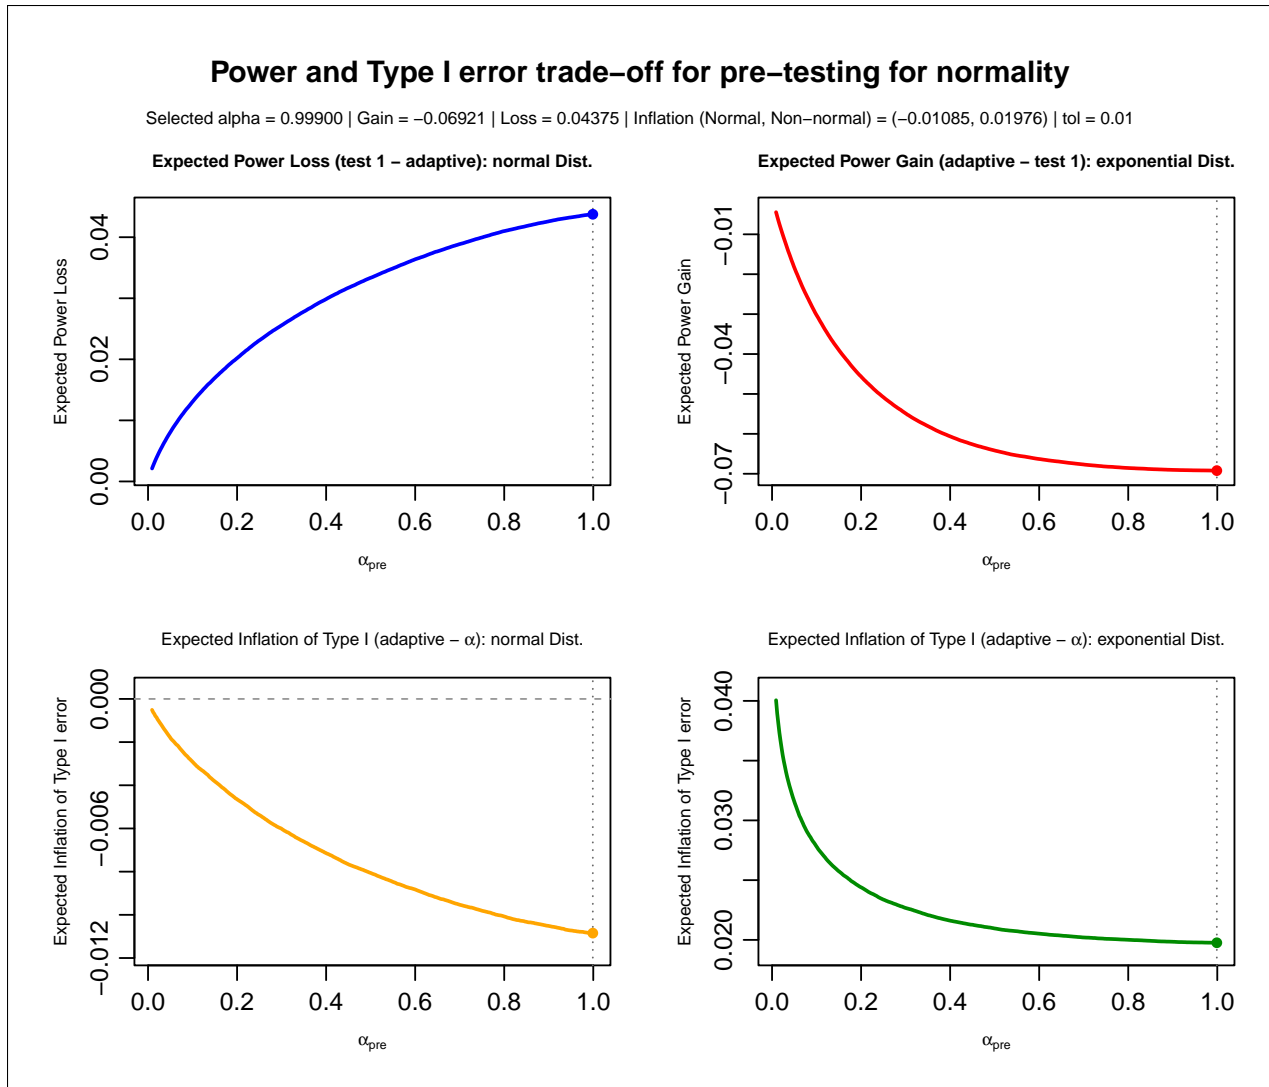 Power and Type I error trade−off for pre−testing for normality
Selected alpha = 0.99900 | Gain = −0.06921 | Loss = 0.04375 | Inflation (Normal, Non−normal) = (−0.01085, 0.01976) | tol = 0.01
Expected Power Loss (test 1 − adaptive): normal Dist.
Expected Power Loss
0.04
0.02
0.00
0.0 0.2 0.4 0.6 0.8 1.0
αpre
Expected Power Gain (adaptive − test 1): exponential Dist.
Expected Power Gain
−0.01
−0.04
−0.07
0.0 0.2 0.4 0.6 0.8 1.0
αpre
Expected Inflation of Type I (adaptive − α): normal Dist.
Expected Inflation of Type I error
0.000
−0.006
−0.012
0.0 0.2 0.4 0.6 0.8 1.0
αpre
Expected Inflation of Type I (adaptive − α): exponential Dist.
Expected Inflation of Type I error
0.040
0.030
0.020
0.0 0.2 0.4 0.6 0.8 1.0
αpre